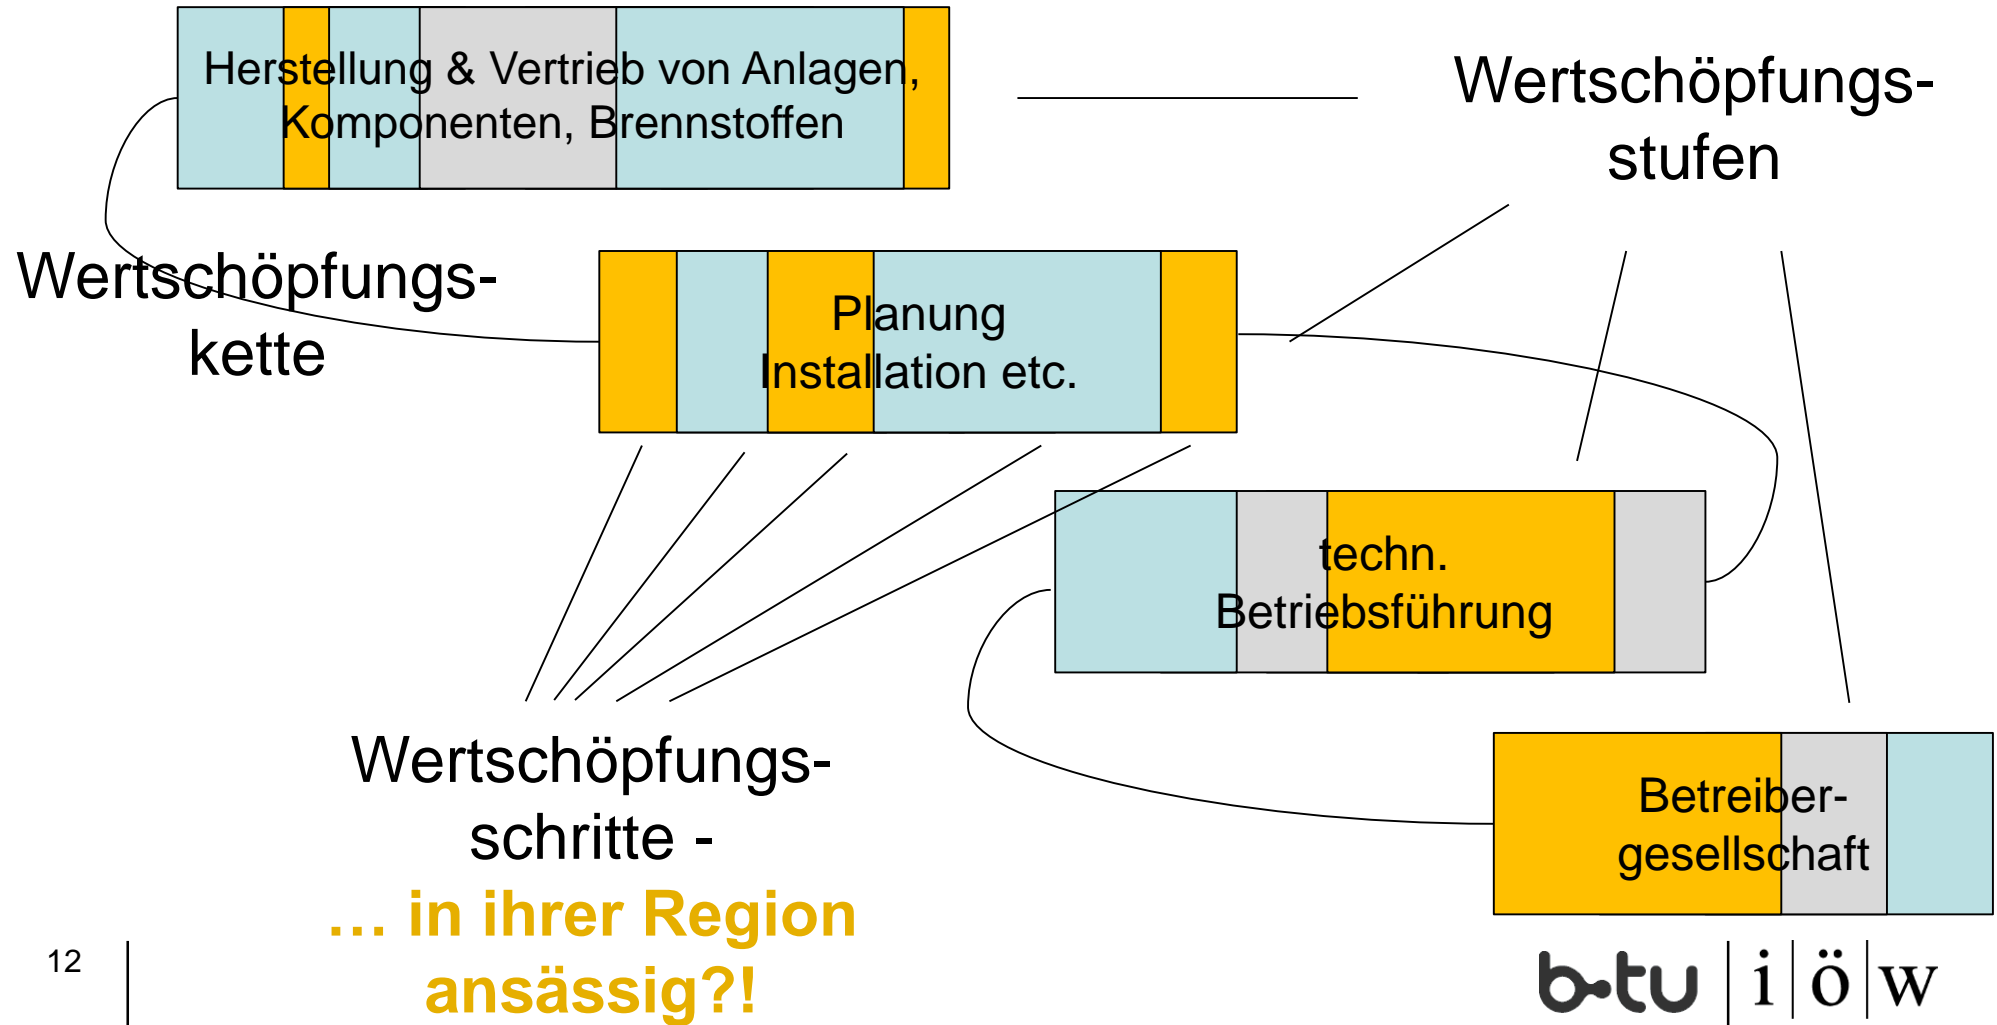 Herstellung & Vertrieb von Anlagen,
Komponenten, Brennstoffen
Wertschöpfungs-
stufen
Wertschöpfungs-
kette
Planung
Installation etc.
techn.
Betriebsführung
Wertschöpfungs-
schritte -
… in ihrer Region
ansässig?!
Betreiber-
gesellschaft
12
b-tu
i|ö|w